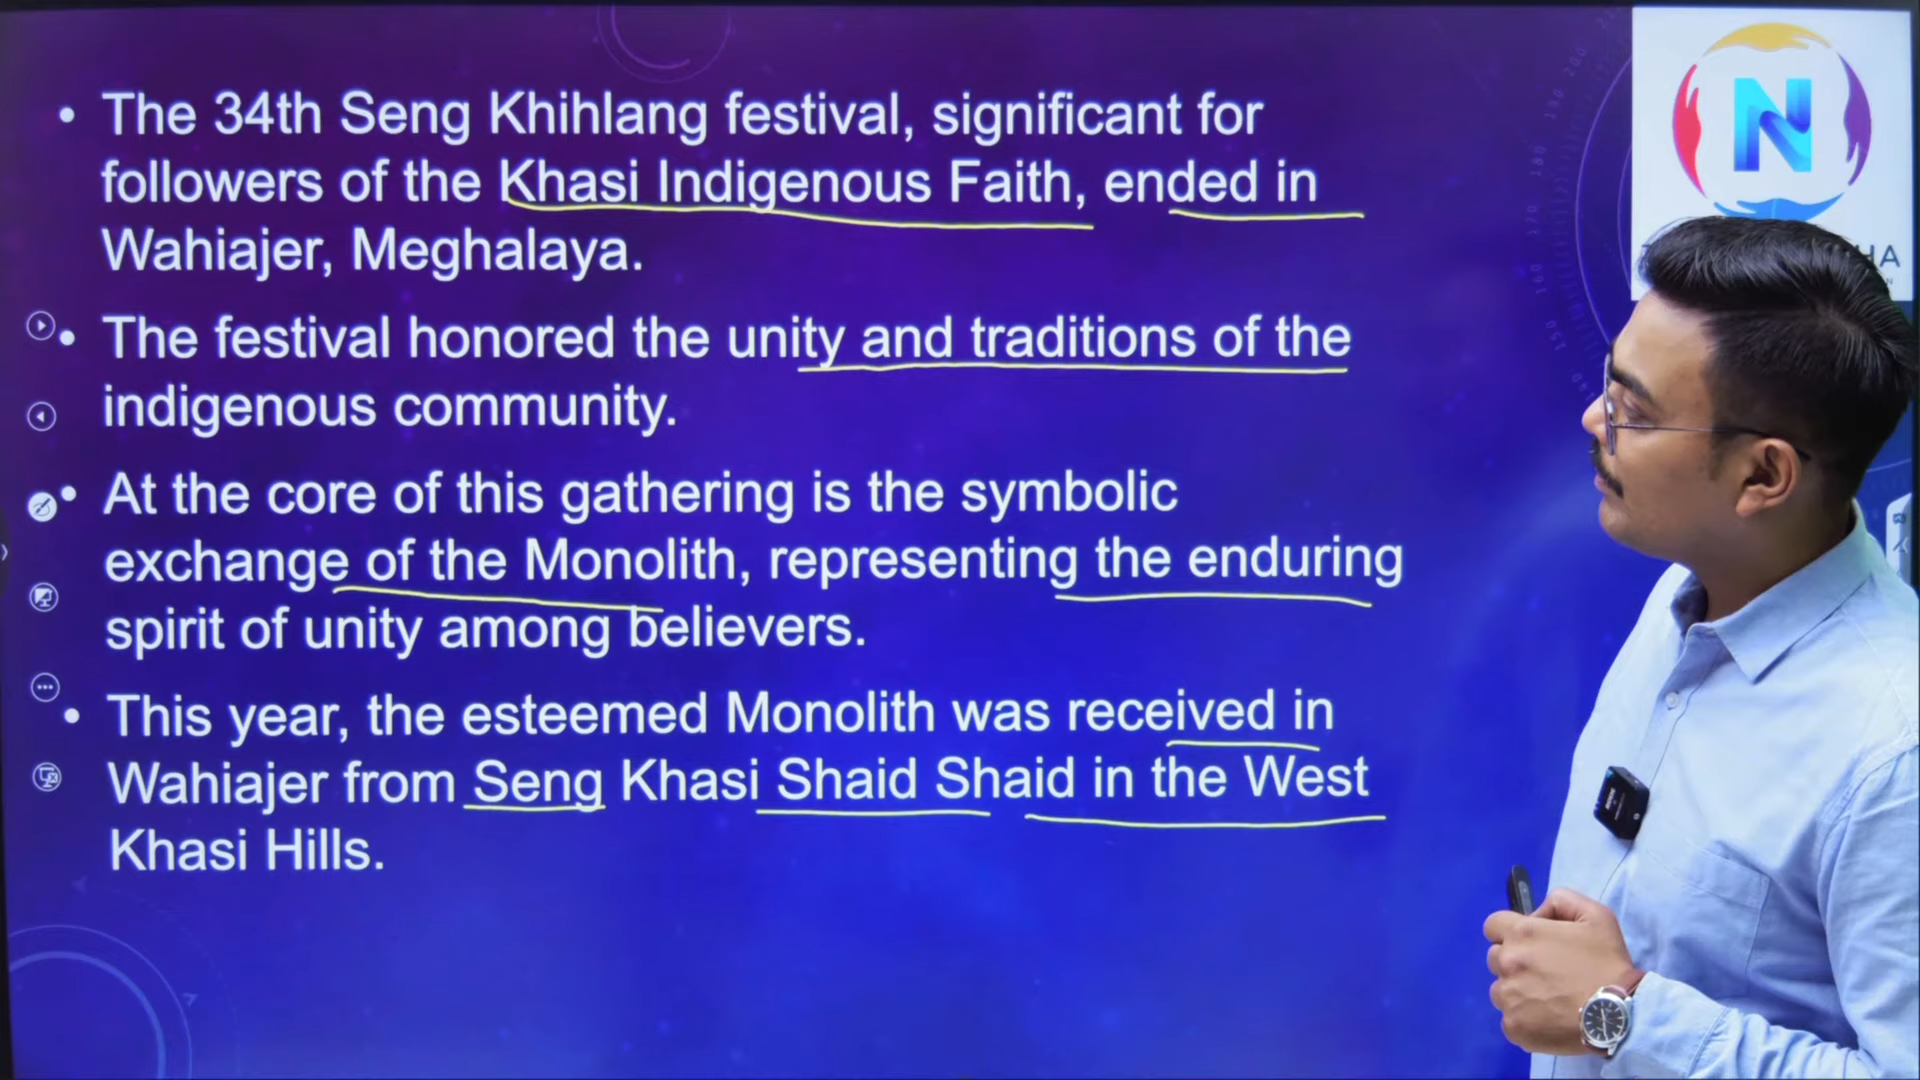 The 34th Seng Khihlang festival, significant for
followers of the Khasi Indigenous Faith, ended in
Wahiajer, Meghalaya.
The festival honored the unity and traditions of the
indigenous community.
At the core of this gathering is the symbolic
exchange of the Monolith, representing the enduring
spirit of unity among believers.
This year, the esteemed Monolith was received in
Wahiajer from Seng Khasi Shaid Shaid in the West
Khasi Hills.
N
HA